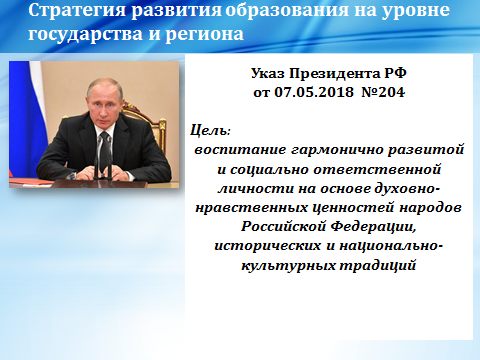 Стратегия развития образования на уровне
государства и региона
Указ Президента РФ
от 07.05.2018 №204
Цель:
воспитание гармонично развитой
и социально ответственной
личности на основе духовно-
нравственных ценностей народов
Российской Федерации,
исторических и национально-
культурных традиций